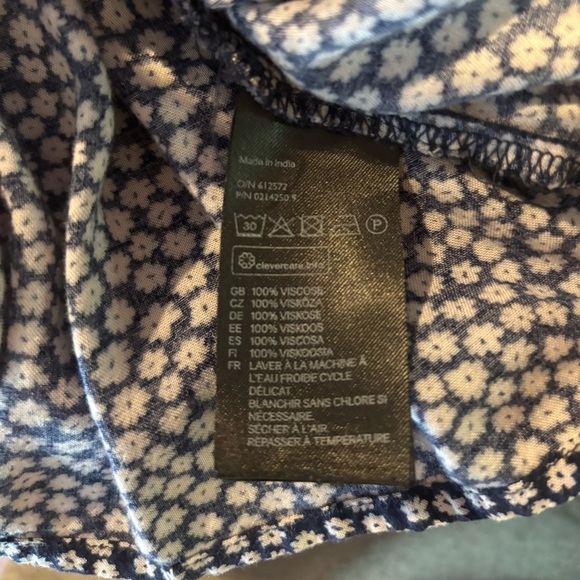 Made in India
O/N 612572
P/N 0214250.9
30 P
clevercare.info
GB 100% VISCOSE
CZ 100% VISKÓZA
DE 100% VISKOSE
EE 100% VISKOOS
ES 100% VISCOSA
FI 100% VISKOOSIA
FR LAVER À LA MACHINE À
L'EAU FROIDE CYCLE
DÉLICAT.
BLANCHIR SANS CHLORE SI
NÉCESSAIRE.
SÉCHER À L'AIR.
REPASSER À TEMPÉRATURE